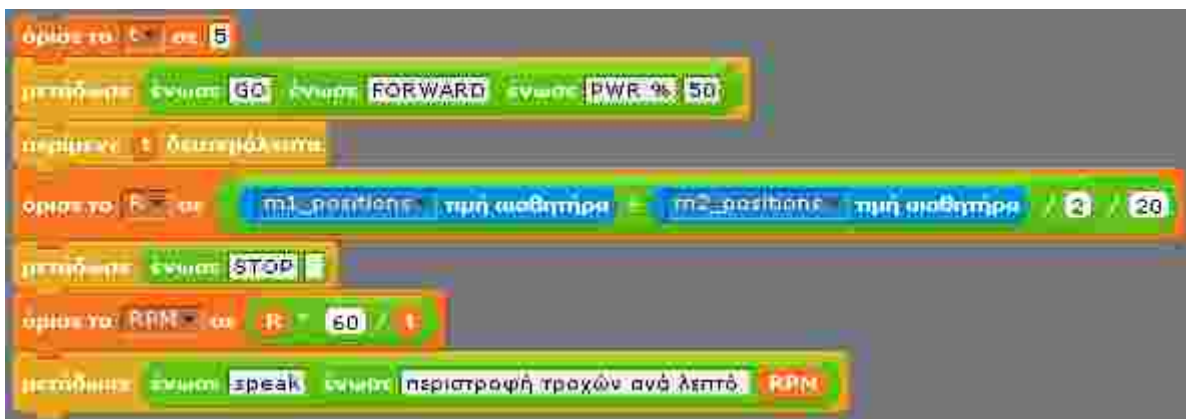 όρισε το t σε 5
μετάδωσε ένωσε GO ένωσε FORWARD ένωσε PWR % 50
περίμενε t δευτερόλεπτα
όρισε το R σε m1_positions τιμή αισθητήρα + m2_positions τιμή αισθητήρα / 2 / 20
μετάδωσε ένωσε STOP
όρισε το RPM σε R * 60 / t
μετάδωσε ένωσε speak ένωσε περιστροφή τροχών ανά λεπτό RPM